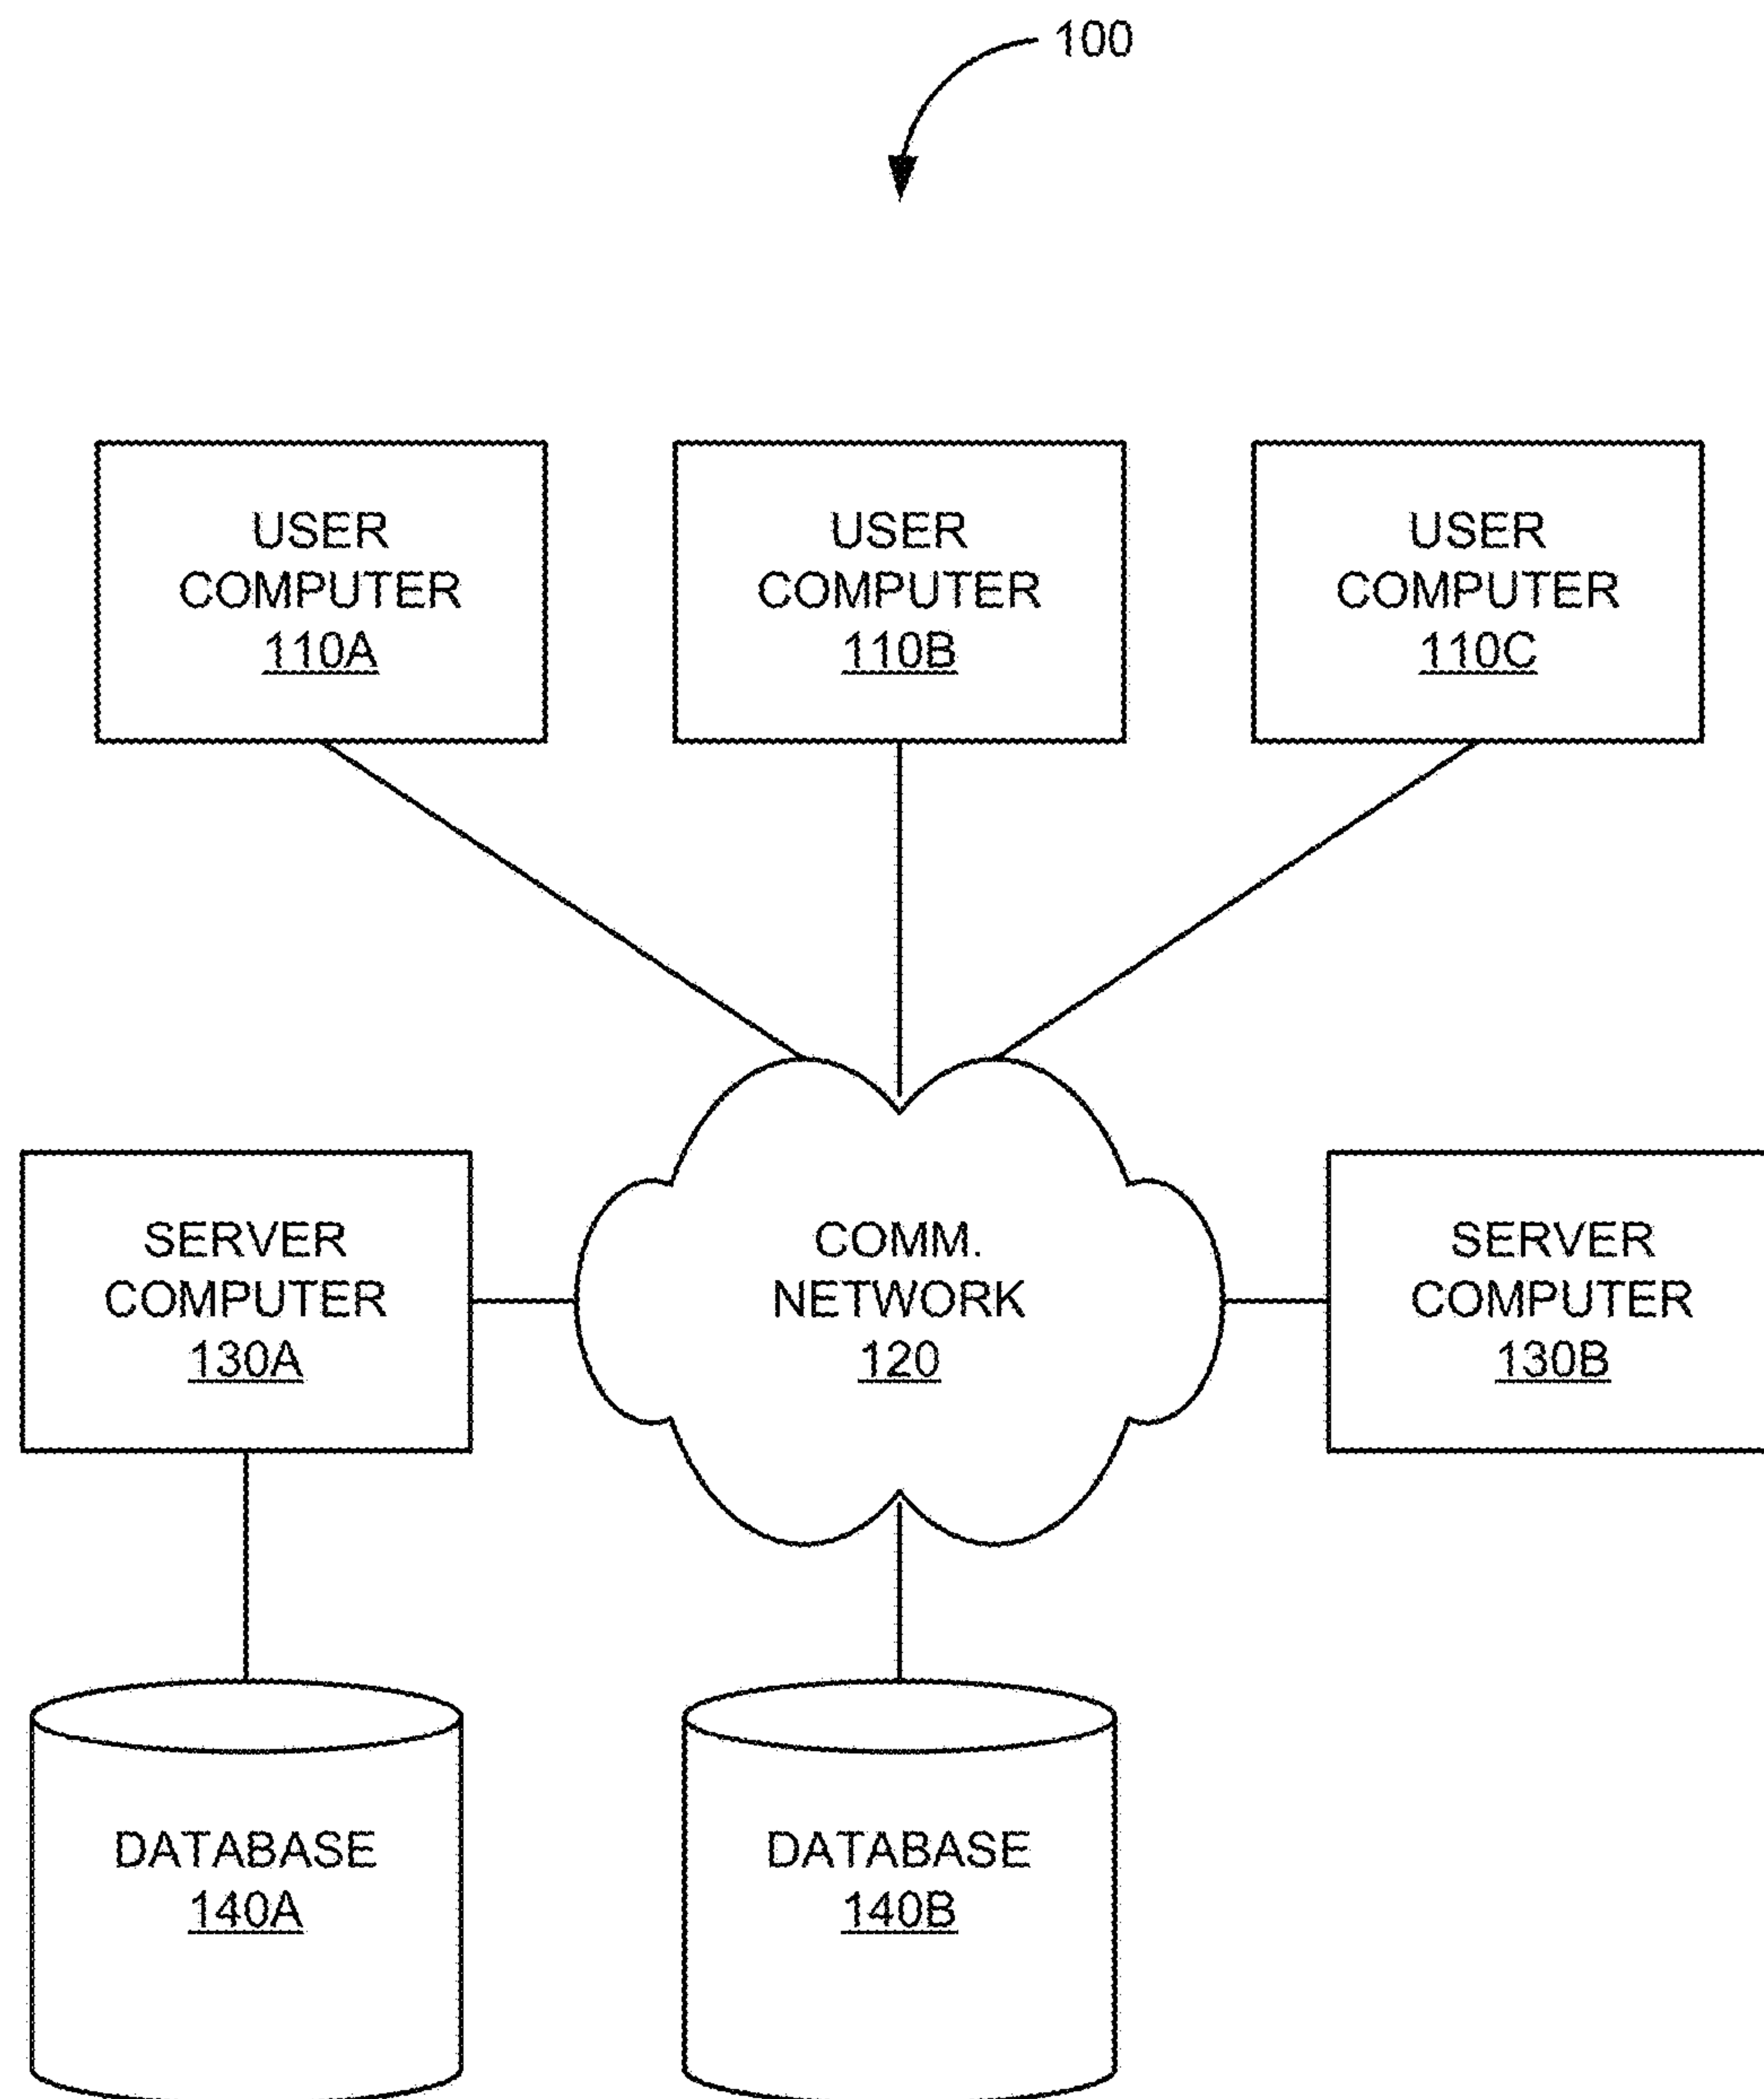 100
USER
COMPUTER
110A
USER
COMPUTER
110B
USER
COMPUTER
110C
SERVER
COMPUTER
130A
COMM.
NETWORK
120
SERVER
COMPUTER
130B
DATABASE
140A
DATABASE
140B